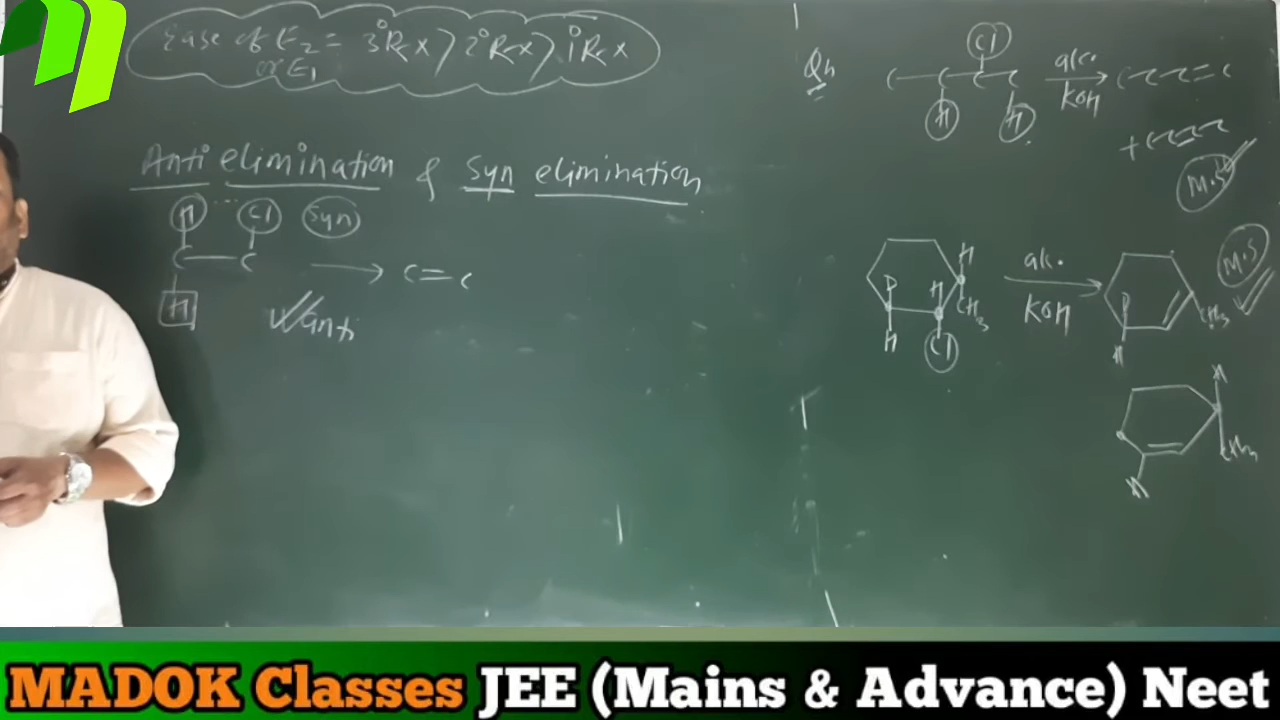 Ease of E2 = 3° R-X > 2° R-X > 1° R-X
or E1
Anti elimination & Syn elimination
H Cl Syn
C — C → C = C
H
Anti
Qn
Cl
C — C — C — C alc. KOH → C - C - C = C
H H
+ C - C = C - C
M.S
H
D H CH3
H Cl
alc.
KOH
D CH3
H
M.S
H
CH3
H
MADOK Classes JEE (Mains & Advance) Neet